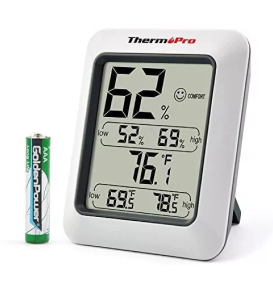 ThermoPro
62%
COMFORT
LOW 52% 69% HIGH
76.1°F
LOW 69.5°F 78.5°F HIGH
AAA
GoldenPower